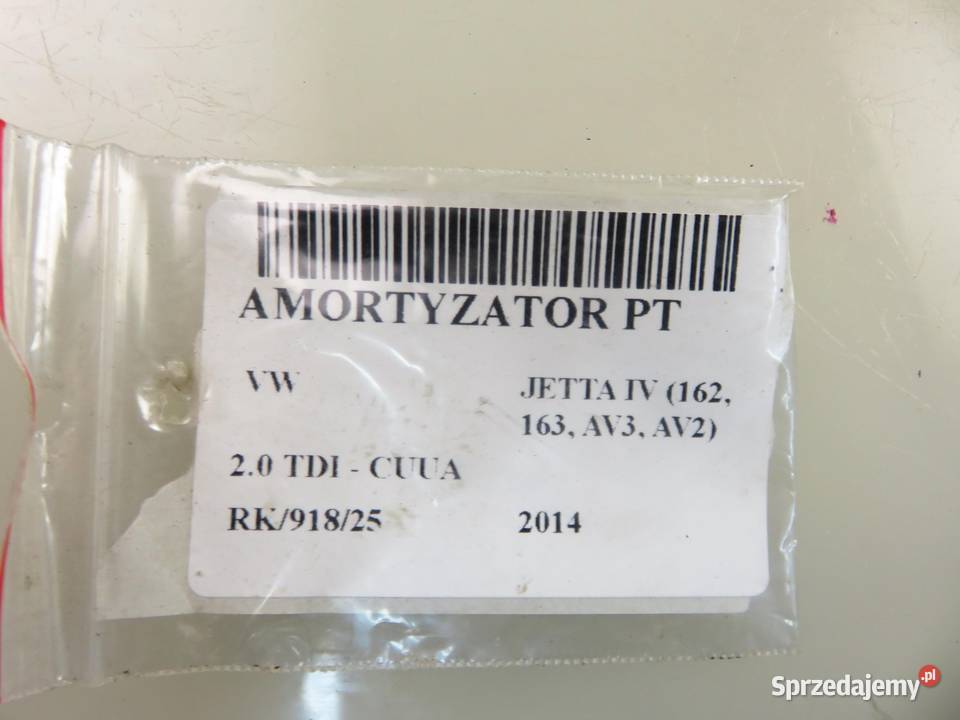 AMORTYZATOR PT
VW
JETTA IV (162,
163, AV3, AV2)
2.0 TDI - CUUA
RK/918/25
2014
Sprzedajemy.pl